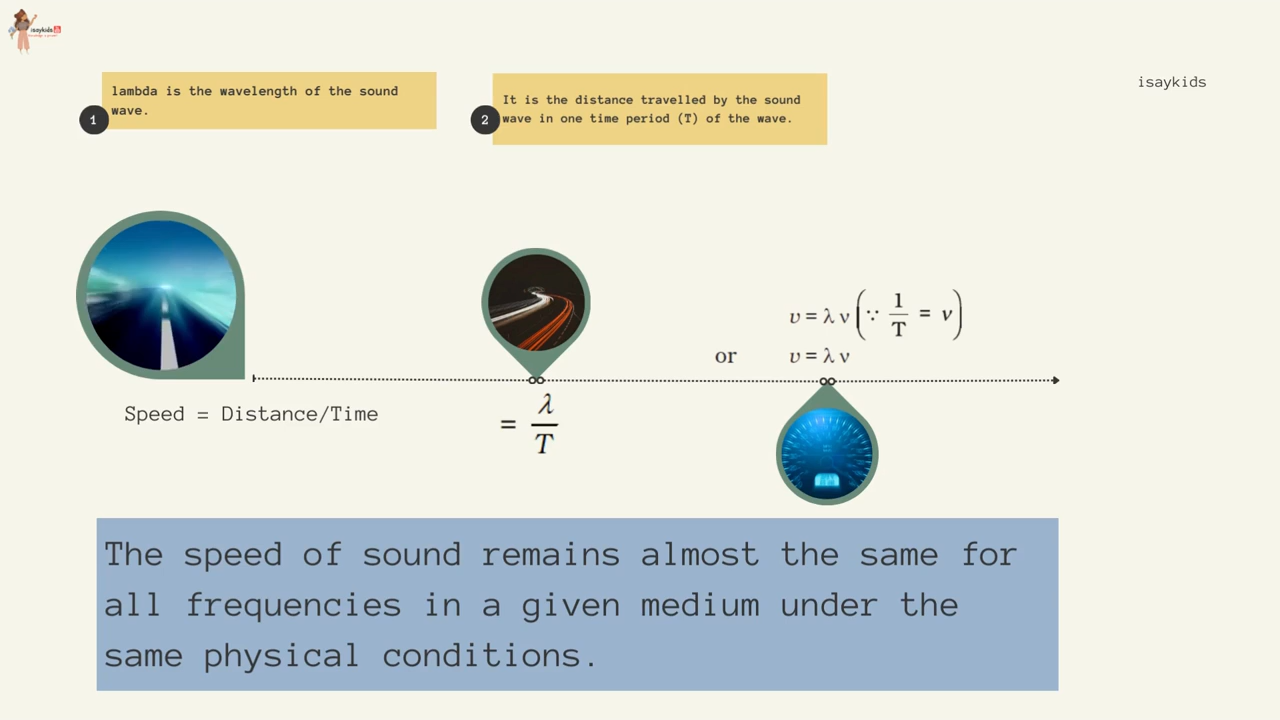 isaykids
isaykids
lambda is the wavelength of the sound
wave.
1
It is the distance travelled by the sound
wave in one time period (T) of the wave.
2
υ = λ ν (∵ 1/T = ν)
or υ = λ ν
Speed = Distance/Time
= λ/T
The speed of sound remains almost the same for
all frequencies in a given medium under the
same physical conditions.